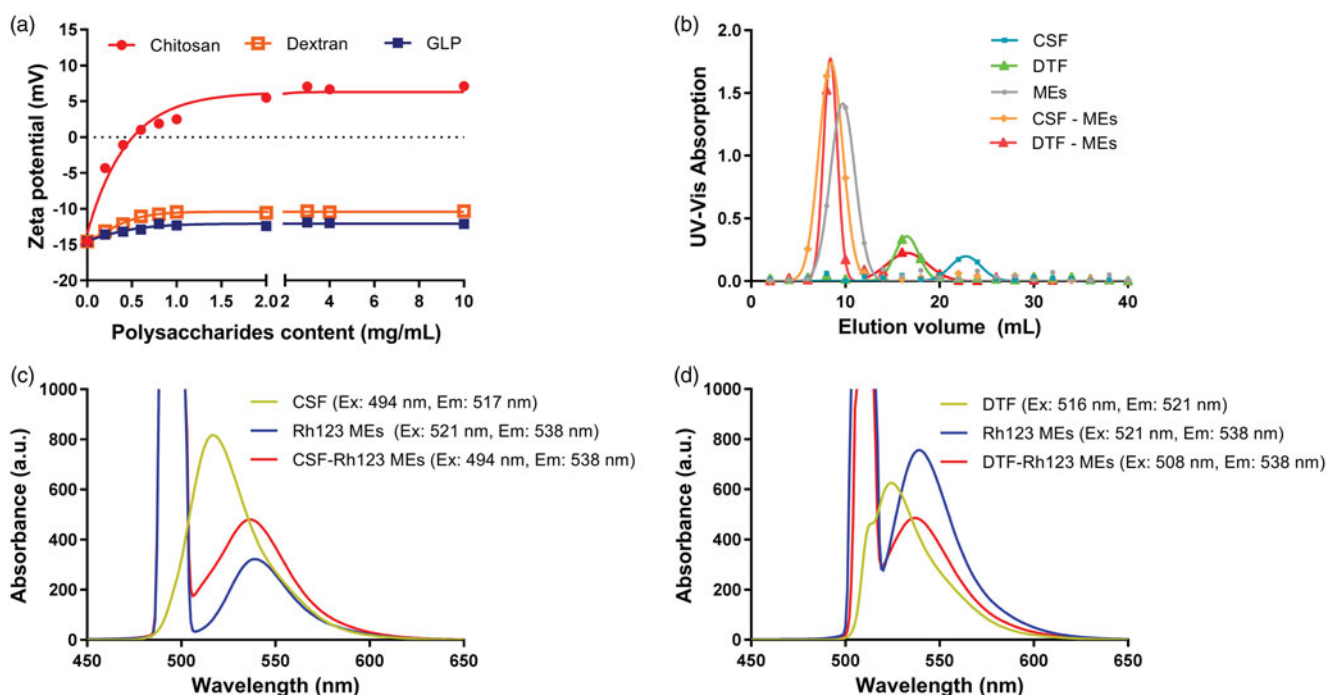 (a)
Chitosan Dextran GLP
Zeta potential (mV)
15
10
5
0
-5
-10
-15
-20
0.0 0.5 1.0 2.0 2 4 6 8 10
Polysaccharides content (mg/mL)
(b)
CSF
DTF
MEs
CSF - MEs
DTF - MEs
UV-Vis Absorption
2.0
1.5
1.0
0.5
0.0
0 10 20 30 40
Elution volume (mL)
(c)
CSF (Ex: 494 nm, Em: 517 nm)
Rh123 MEs (Ex: 521 nm, Em: 538 nm)
CSF-Rh123 MEs (Ex: 494 nm, Em: 538 nm)
Absorbance (a.u.)
1000
800
600
400
200
0
450 500 550 600 650
Wavelength (nm)
(d)
DTF (Ex: 516 nm, Em: 521 nm)
Rh123 MEs (Ex: 521 nm, Em: 538 nm)
DTF-Rh123 MEs (Ex: 508 nm, Em: 538 nm)
Absorbance (a.u.)
1000
800
600
400
200
0
450 500 550 600 650
Wavelength (nm)